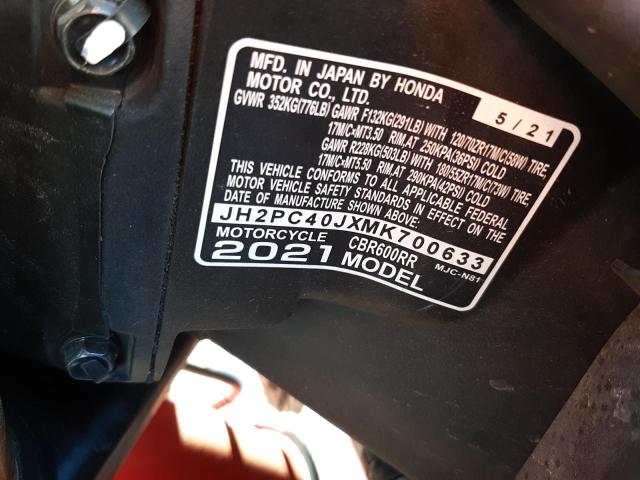 MFD. IN JAPAN BY HONDA
MOTOR CO., LTD.
5/21
GVWR 352KG(776LB) GAWR F132KG(291LB) WITH 120/70ZR17M/C(58W) TIRE
17M/C×MT3.50 RIM, AT 250KPA(36PSI) COLD
GAWR R228KG(503LB) WITH 180/55ZR17M/C(73W) TIRE
17M/C×MT5.50 RIM, AT 290KPA(42PSI) COLD
THIS VEHICLE CONFORMS TO ALL APPLICABLE FEDERAL
MOTOR VEHICLE SAFETY STANDARDS IN EFFECT ON THE
DATE OF MANUFACTURE SHOWN ABOVE:
JH2PC40JXMK700633
MOTORCYCLE CBR600RR MJC-N81
2021 MODEL